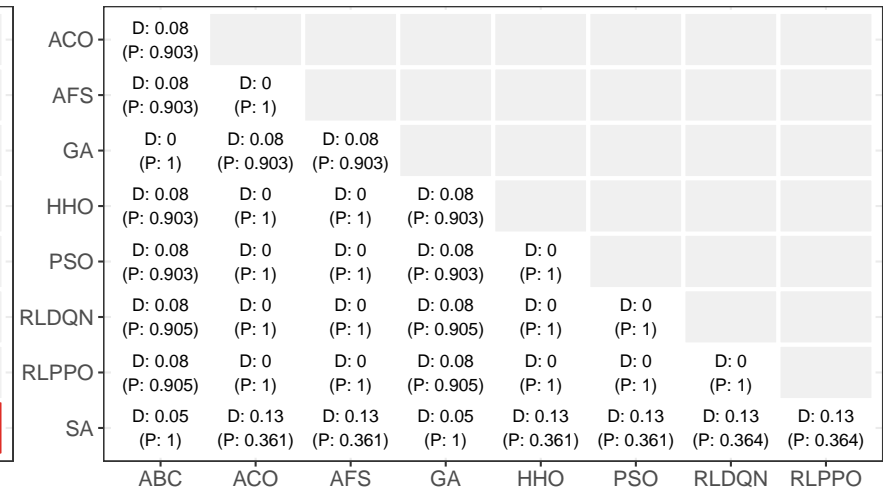 ACO D: 0.08
(P: 0.903)
AFS D: 0.08 D: 0
(P: 0.903) (P: 1)
GA D: 0 D: 0.08 D: 0.08
(P: 1) (P: 0.903) (P: 0.903)
HHO D: 0.08 D: 0 D: 0 D: 0.08
(P: 0.903) (P: 1) (P: 1) (P: 0.903)
PSO D: 0.08 D: 0 D: 0 D: 0.08 D: 0
(P: 0.903) (P: 1) (P: 1) (P: 0.903) (P: 1)
RLDQN D: 0.08 D: 0 D: 0 D: 0.08 D: 0 D: 0
(P: 0.905) (P: 1) (P: 1) (P: 0.905) (P: 1) (P: 1)
RLPPO D: 0.08 D: 0 D: 0 D: 0.08 D: 0 D: 0 D: 0
(P: 0.905) (P: 1) (P: 1) (P: 0.905) (P: 1) (P: 1) (P: 1)
SA D: 0.05 D: 0.13 D: 0.13 D: 0.05 D: 0.13 D: 0.13 D: 0.13 D: 0.13
(P: 1) (P: 0.361) (P: 0.361) (P: 1) (P: 0.361) (P: 0.361) (P: 0.364) (P: 0.364)
ABC ACO AFS GA HHO PSO RLDQN RLPPO